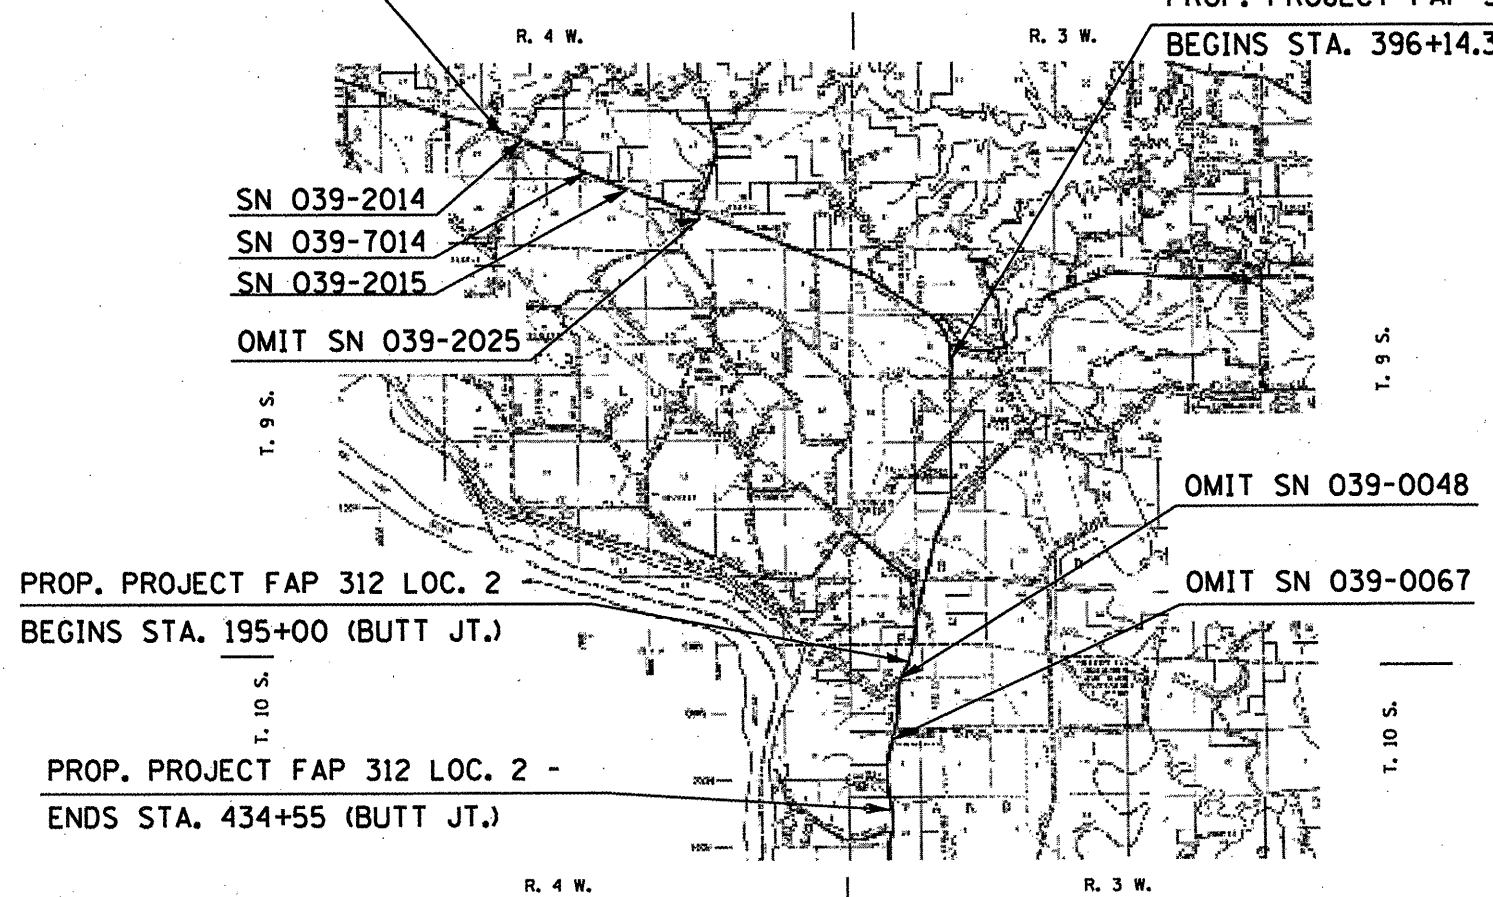 PROP. PROJECT FAP
R. 4 W.
R. 3 W.
BEGINS STA. 396+14.3
SN 039-2014
SN 039-7014
SN 039-2015
OMIT SN 039-2025
T. 9 S.
T. 9 S.
OMIT SN 039-0048
PROP. PROJECT FAP 312 LOC. 2
OMIT SN 039-0067
BEGINS STA. 195+00 (BUTT JT.)
T. 10 S.
T. 10 S.
PROP. PROJECT FAP 312 LOC. 2 -
ENDS STA. 434+55 (BUTT JT.)
R. 4 W.
R. 3 W.